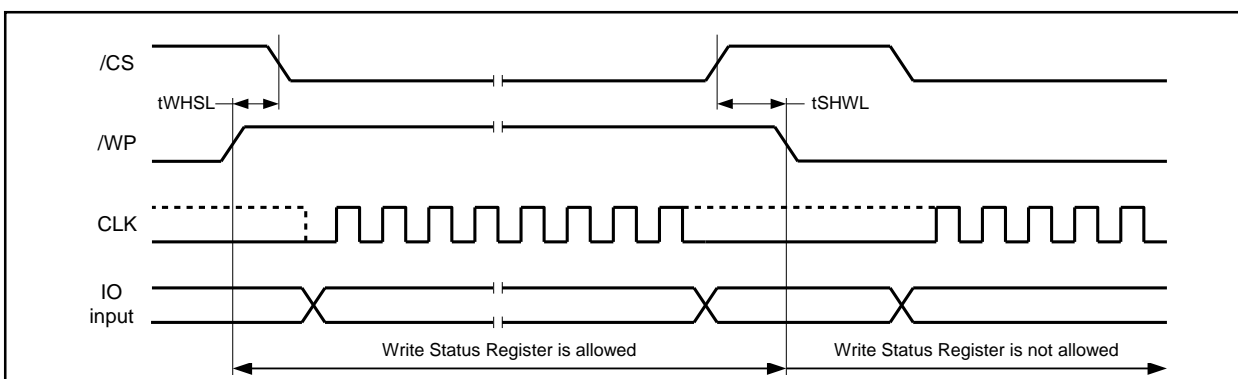 /CS
tWHSL
tSHWL
/WP
CLK
IO
input
Write Status Register is allowed
Write Status Register is not allowed